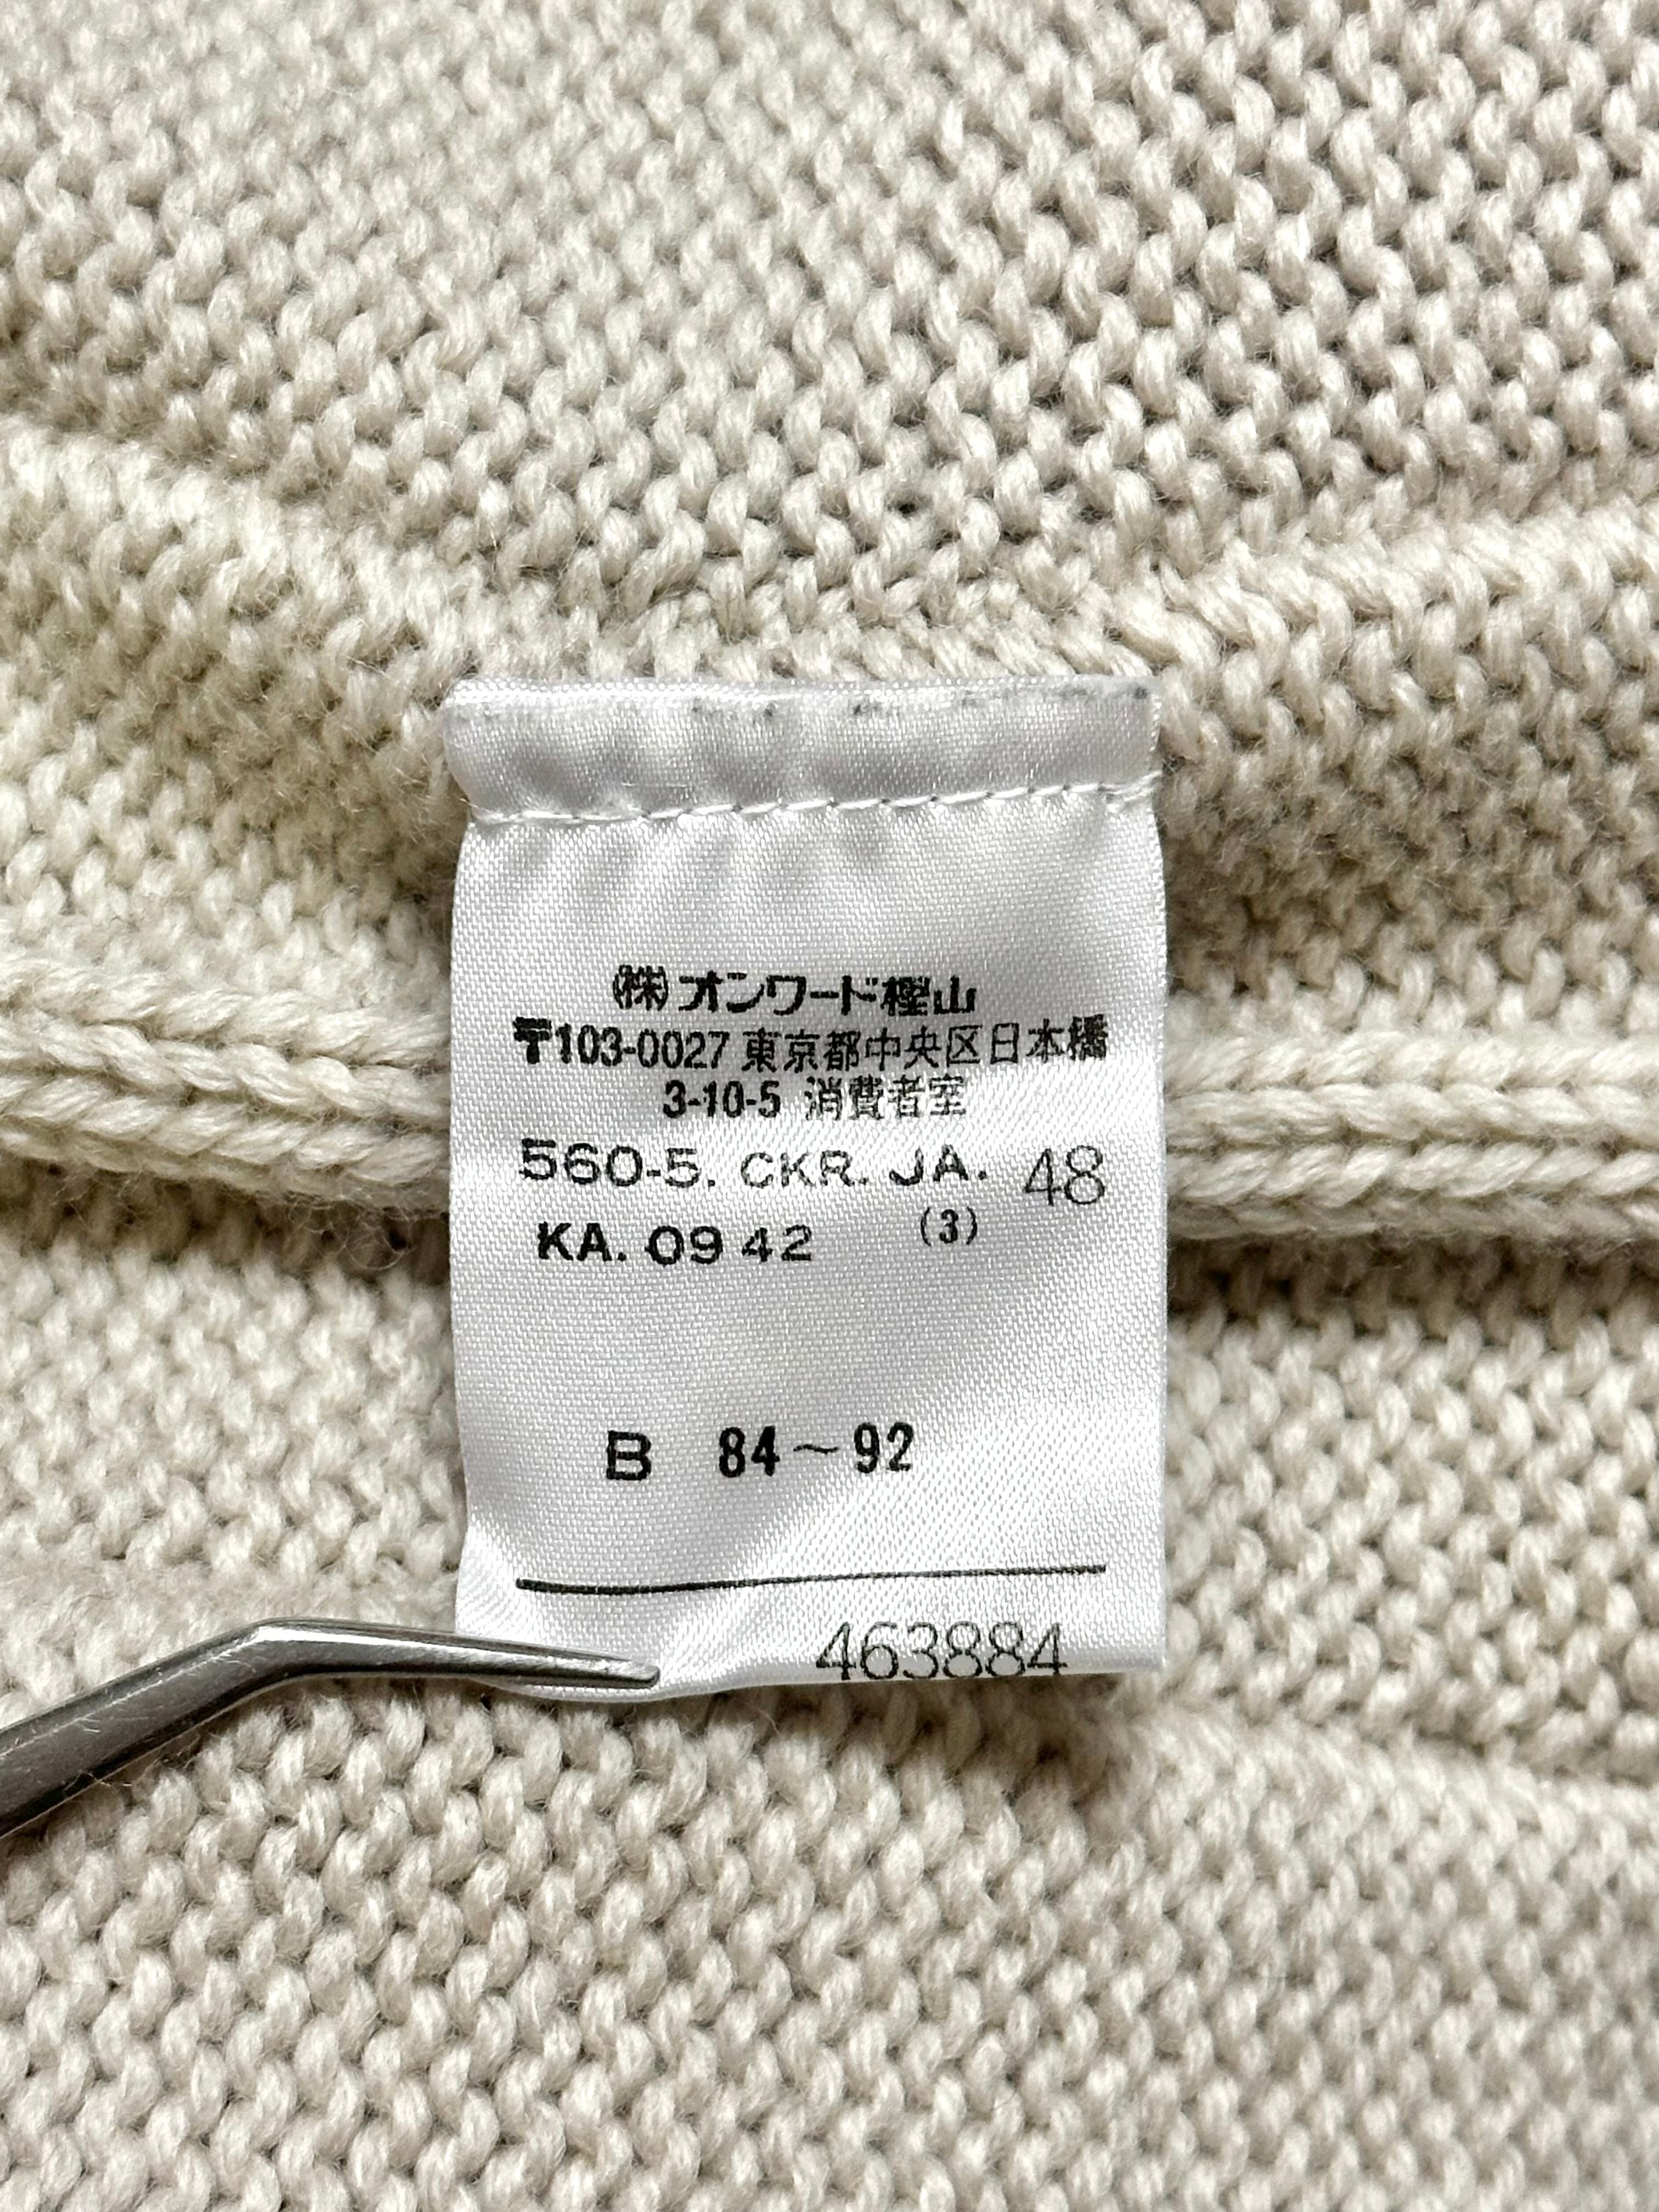 ㈱オンワード樫山
〒103-0027 東京都中央区日本橋
3-10-5 消費者室
560-5. CKR. JA. 48
KA. 09 42 (3)
B 84~92
463884